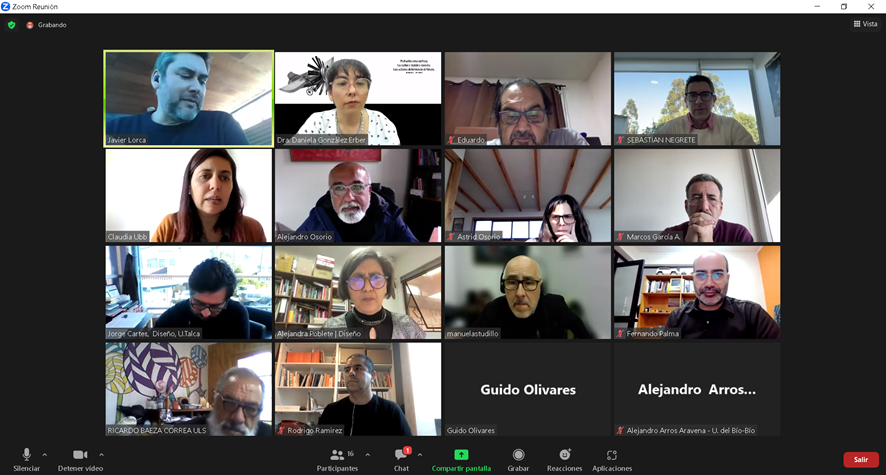 Zoom Reunión
Grabando
Vista
Javier Lorca
Dra. Daniela González Erber
Eduardo
SEBASTIAN NEGRETE
Claudia Ubb
Alejandro Osorio
Astrid Osorio
Marcos García A.
Jorge Cartes, Diseño, U.Talca
Alejandra Poblete | Diseño
manuelastudillo
Fernando Palma
RICARDO BAEZA CORREA ULS
Rodrigo Ramirez
Guido Olivares
Guido Olivares
Alejandro Arros...
Alejandro Arros Aravena - U. del Bío-Bío
Silenciar
Detener video
Participantes
16
Chat
1
Compartir pantalla
Grabar
Reacciones
Aplicaciones
Salir